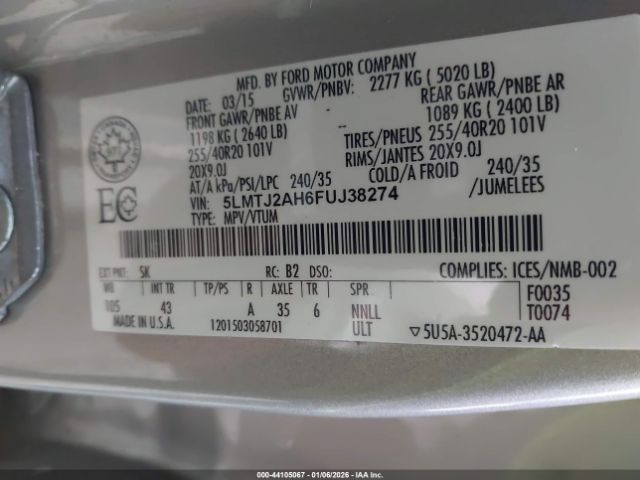 MFD. BY FORD MOTOR COMPANY
DATE: 03/15 GVWR/PNBV: 2277 KG ( 5020 LB)
FRONT GAWR/PNBE AV REAR GAWR/PNBE AR
1198 KG ( 2640 LB) 1089 KG ( 2400 LB)
255/40R20 101V TIRES/PNEUS 255/40R20 101V
20X9.0J RIMS/JANTES 20X9.0J
AT/A kPa/PSI/LPC 240/35 COLD/A FROID 240/35
VIN: 5LMTJ2AH6FUJ38274 /JUMELEES
TYPE: MPV/VTUM
EC
EXT PNT: SK RC: B2 DSO: COMPLIES: ICES/NMB-002
WB INT TR TP/PS R AXLE TR SPR F0035
105 43 A 35 6 NNLL T0074
MADE IN U.S.A. 1201503058701 ULT ▽5U5A-3520472-AA
000-44105067 | 01/06/2026 - IAAI.COM